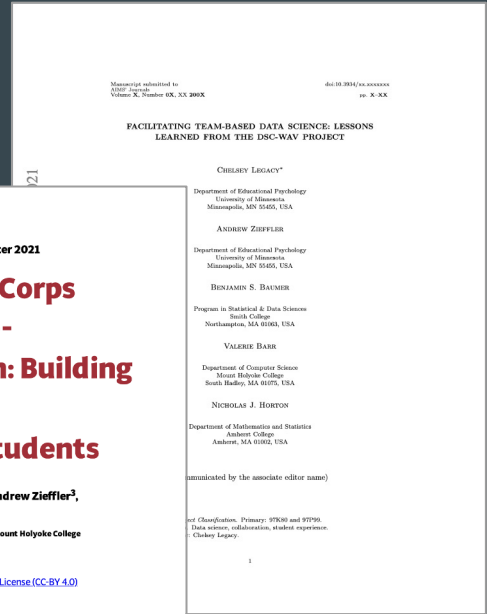 Manuscript submitted to
AIMS' Journals
Volume X, Number 0X, XX 200X
doi:10.3934/xx.xxxxxxx
pp. X–XX
FACILITATING TEAM-BASED DATA SCIENCE: LESSONS
LEARNED FROM THE DSC-WAV PROJECT
Chelsey Legacy*
Department of Educational Psychology
University of Minnesota
Minneapolis, MN 55455, USA
Andrew Zieffler
Department of Educational Psychology
University of Minnesota
Minneapolis, MN 55455, USA
Benjamin S. Baumer
Program in Statistical & Data Sciences
Smith College
Northampton, MA 01063, USA
Valerie Barr
Department of Computer Science
Mount Holyoke College
South Hadley, MA 01075, USA
Nicholas J. Horton
Department of Mathematics and Statistics
Amherst College
Amherst, MA 01002, USA
mmunicated by the associate editor name)
ect Classification. Primary: 97K80 and 97P99.
Data science, collaboration, student experience.
: Chelsey Legacy.
1
021
ter 2021
Corps
-
n: Building
tudents
ndrew Zieffler3,
ount Holyoke College
License (CC-BY 4.0)